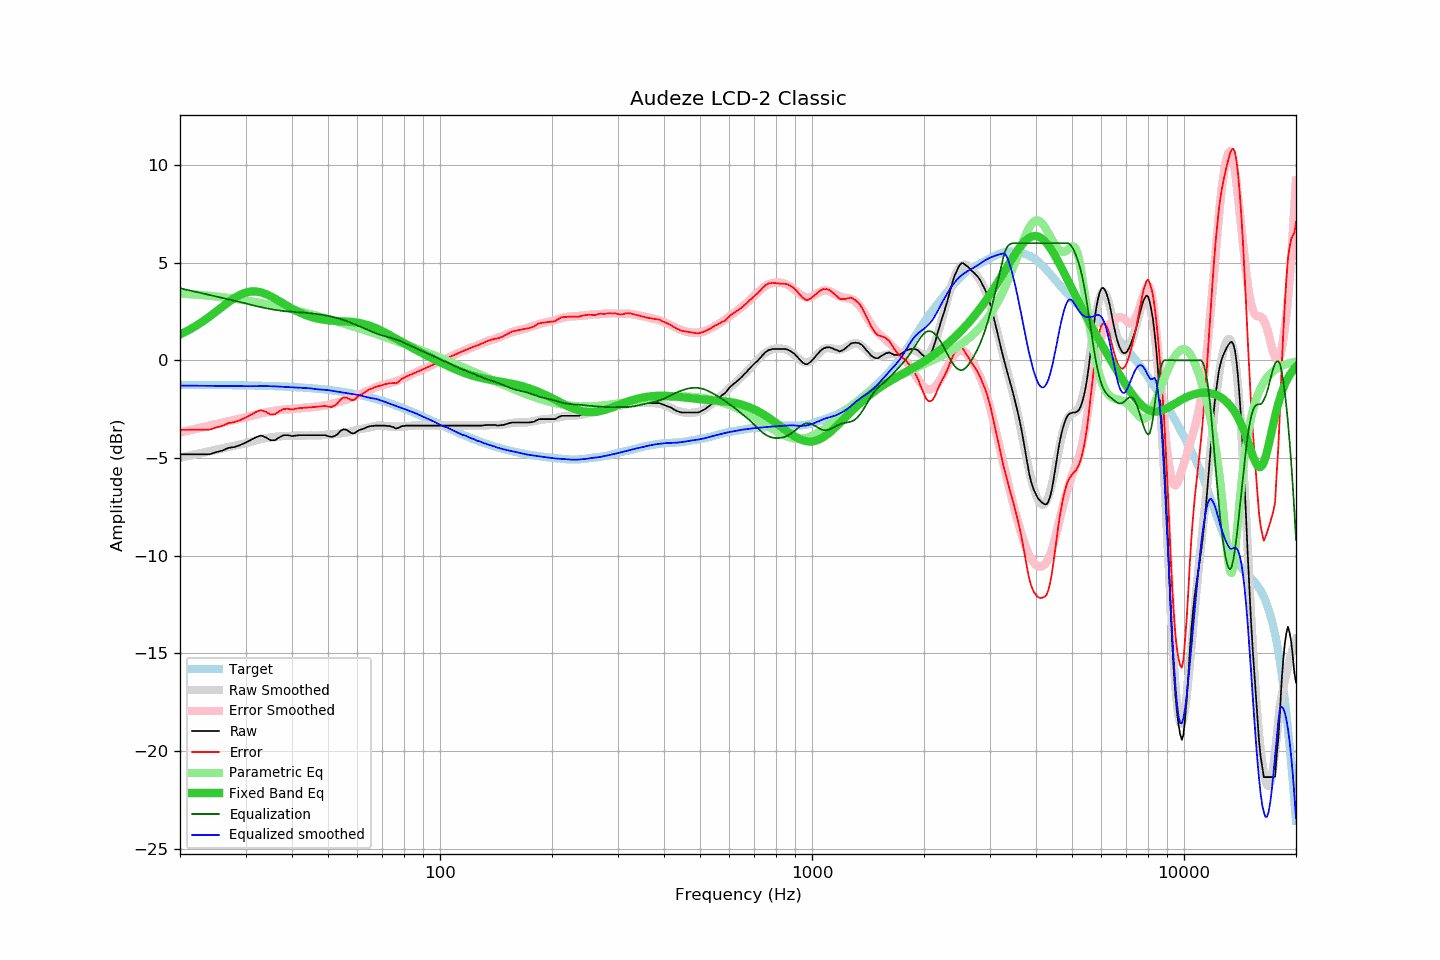 Audeze LCD-2 Classic
10
5
0
−5
−10
−15
−20
−25
Amplitude (dBr)
Target
Raw Smoothed
Error Smoothed
Raw
Error
Parametric Eq
Fixed Band Eq
Equalization
Equalized smoothed
100 1000 10000
Frequency (Hz)